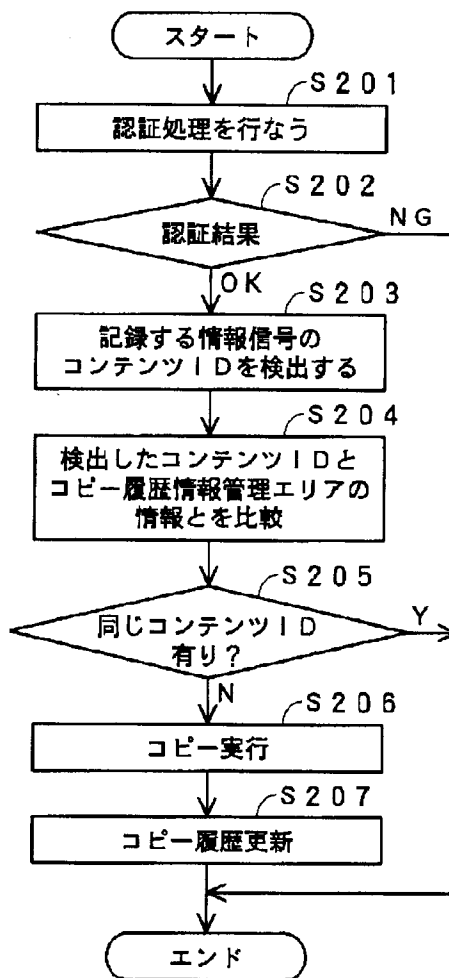 スタート
S201
認証処理を行なう
S202
認証結果
NG
OK
S203
記録する情報信号の
コンテンツIDを検出する
S204
検出したコンテンツIDと
コピー履歴情報管理エリアの
情報とを比較
S205
同じコンテンツID
有り?
Y
N
S206
コピー実行
S207
コピー履歴更新
エンド